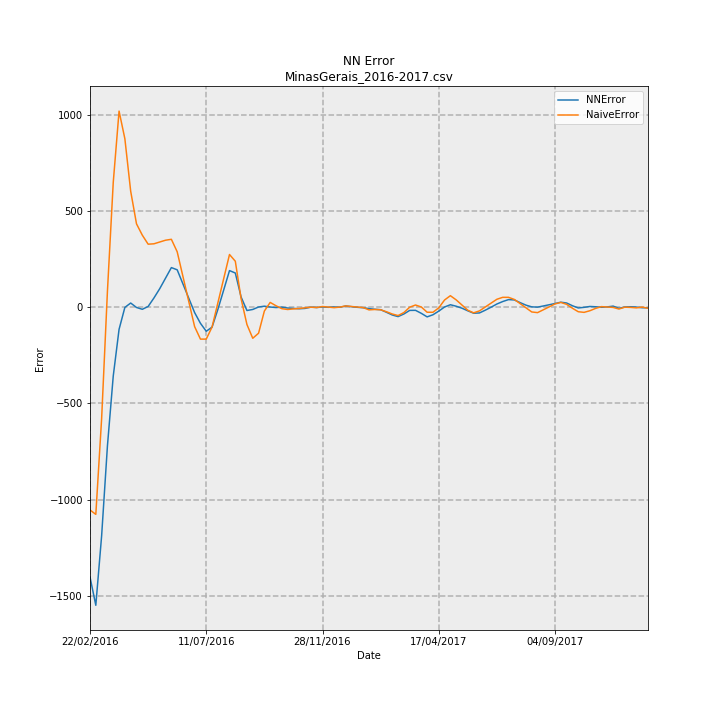 NN Error
MinasGerais_2016-2017.csv
NNError
NaiveError
1000
500
0
−500
−1000
−1500
Error
22/02/2016 11/07/2016 28/11/2016 17/04/2017 04/09/2017
Date